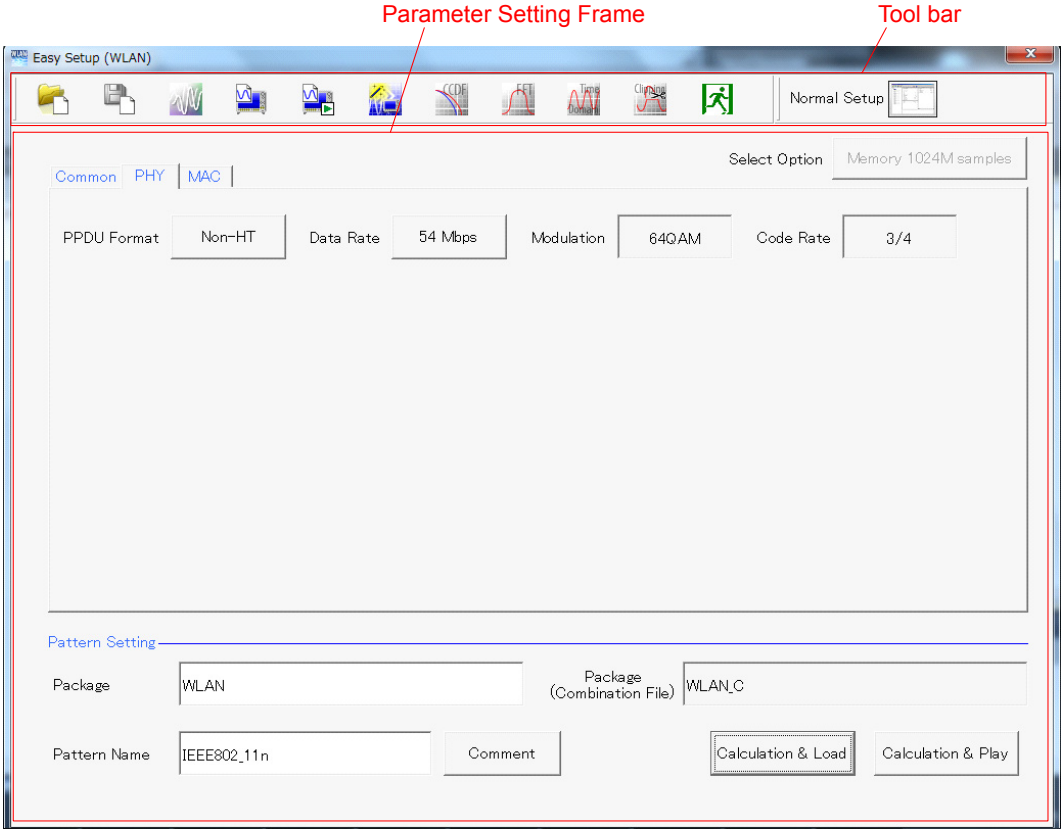 Parameter Setting Frame Tool bar
WLAN Easy Setup (WLAN) x
CCDF FFT Time Domain Clipping Normal Setup
Select Option Memory 1024M samples
Common PHY MAC
PPDU Format Non-HT Data Rate 54 Mbps Modulation 64QAM Code Rate 3/4
Pattern Setting
Package WLAN Package (Combination File) WLAN_C
Pattern Name IEEE802_11n Comment Calculation & Load Calculation & Play